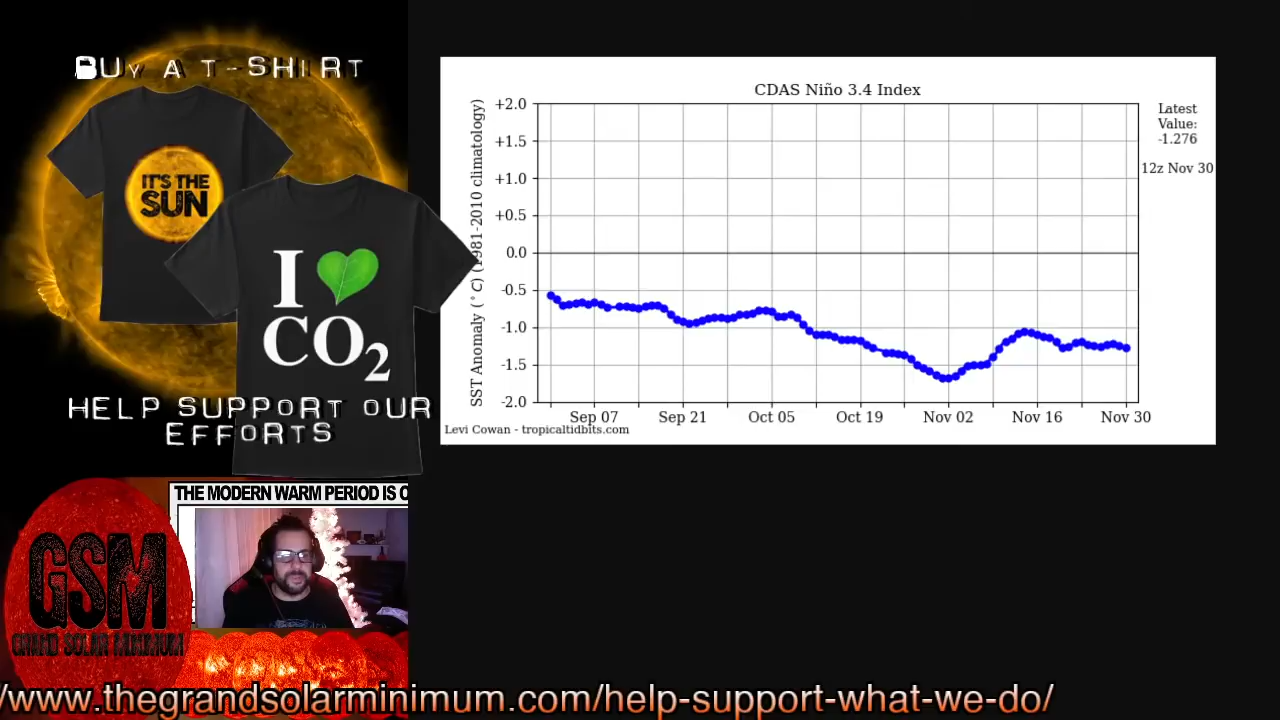 BUY A T-SHIRT
IT'S THE
SUN
I
CO2
HELP SUPPORT OUR
EFFORTS
THE MODERN WARM PERIOD IS
GSM
GRAND SOLAR MINIMUM
CDAS Niño 3.4 Index
SST Anomaly (°C) (1981-2010 climatology)
+2.0
+1.5
+1.0
+0.5
0.0
-0.5
-1.0
-1.5
-2.0
Sep 07
Sep 21
Oct 05
Oct 19
Nov 02
Nov 16
Nov 30
Levi Cowan - tropicaltidbits.com
Latest
Value:
-1.276
12z Nov 30
/www.thegrandsolarminimum.com/help-support-what-we-do/